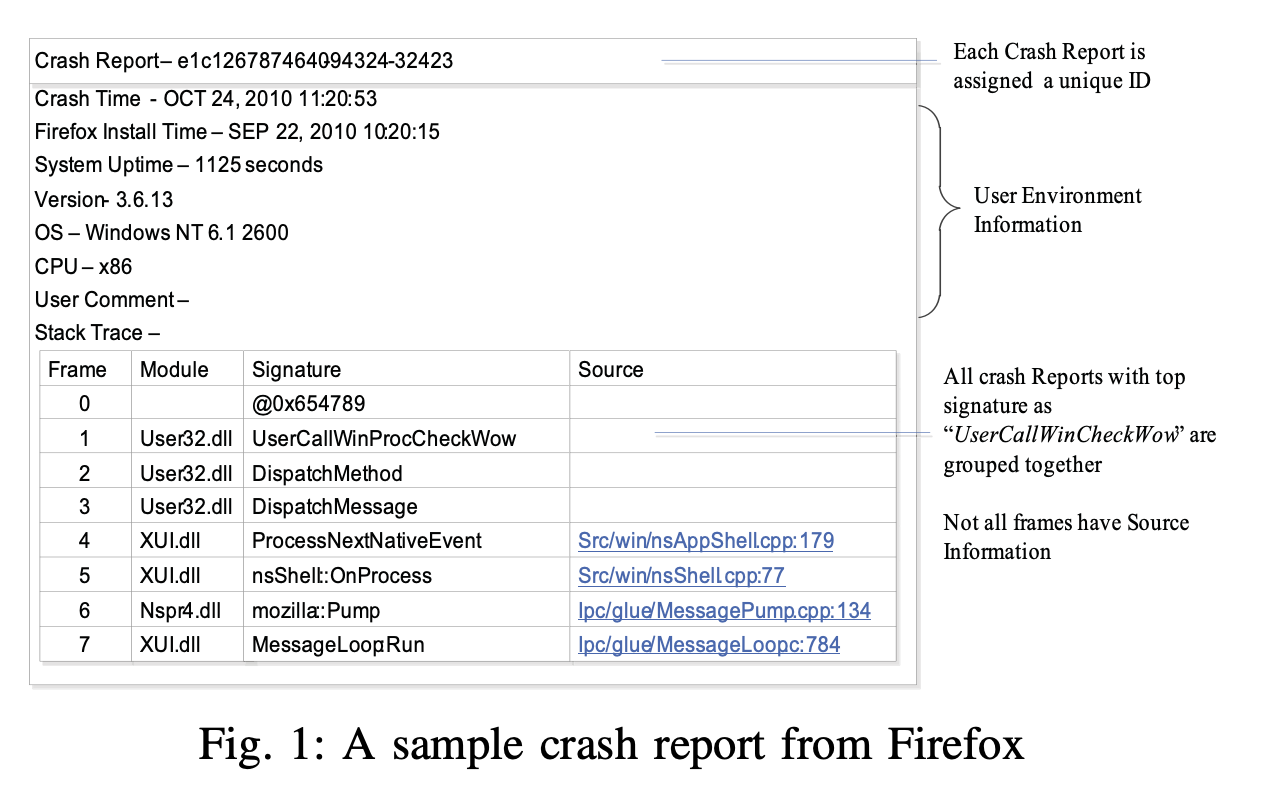 Crash Report– e1c126787464094324-32423
Each Crash Report is
assigned a unique ID
Crash Time - OCT 24, 2010 11:20:53
Firefox Install Time – SEP 22, 2010 10:20:15
System Uptime – 1125 seconds
Version- 3.6.13
OS – Windows NT 6.1 2600
CPU – x86
User Comment –
User Environment
Information
Stack Trace –
Frame Module Signature Source
0 @0x654789
1 User32.dll UserCallWinProcCheckWow
2 User32.dll DispatchMethod
3 User32.dll DispatchMessage
4 XUI.dll ProcessNextNativeEvent Src/win/nsAppShell.cpp:179
5 XUI.dll nsShell::OnProcess Src/win/nsShell.cpp:77
6 Nspr4.dll mozilla::Pump Ipc/glue/MessagePump.cpp:134
7 XUI.dll MessageLoop:Run Ipc/glue/MessageLoopc:784
All crash Reports with top
signature as
“UserCallWinCheckWow” are
grouped together
Not all frames have Source
Information
Fig. 1: A sample crash report from Firefox